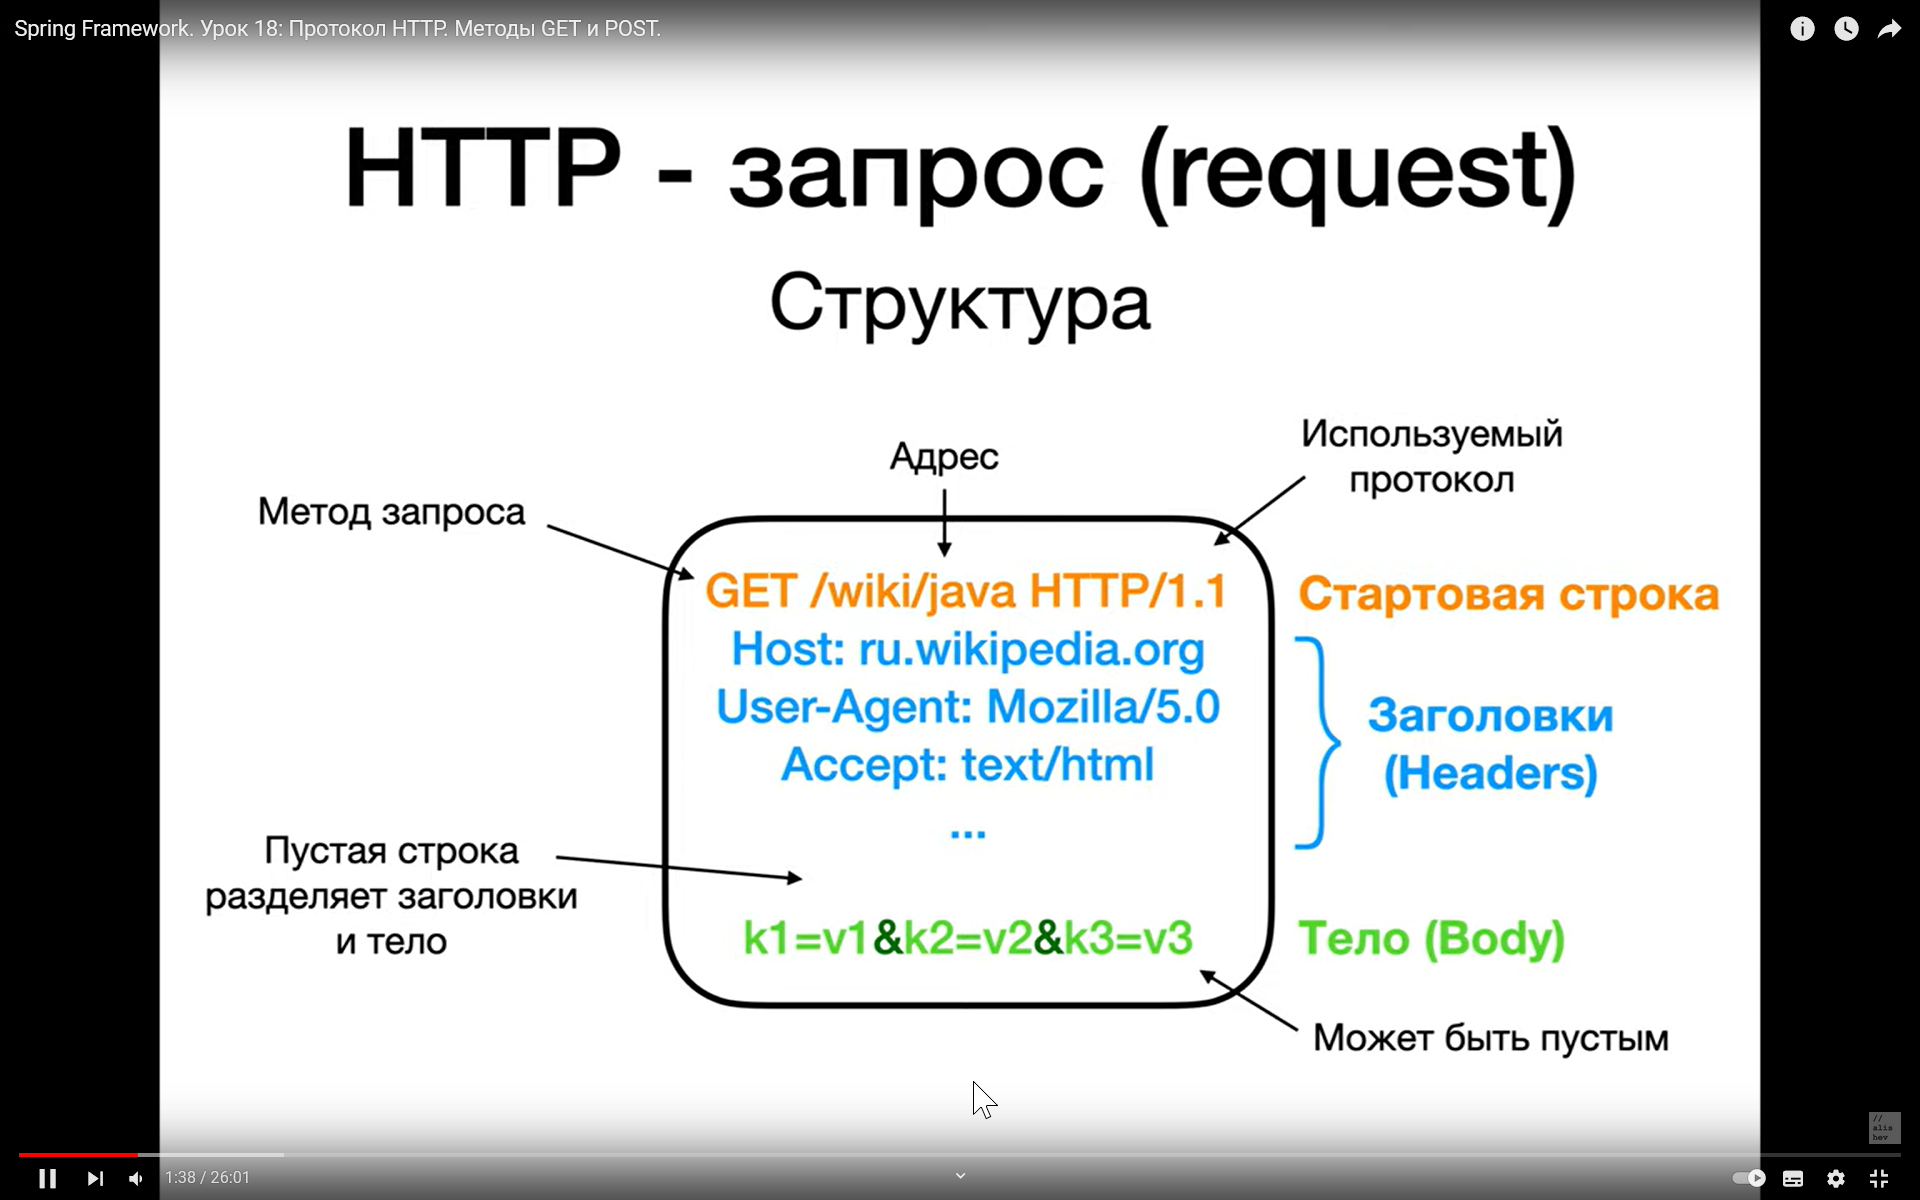 Spring Framework. Урок 18: Протокол HTTP. Методы GET и POST.
HTTP - запрос (request)
Структура
Адрес
Используемый
протокол
Метод запроса
GET /wiki/java HTTP/1.1
Стартовая строка
Host: ru.wikipedia.org
User-Agent: Mozilla/5.0
Accept: text/html
...
Заголовки
(Headers)
Пустая строка
разделяет заголовки
и тело
k1=v1&k2=v2&k3=v3
Тело (Body)
Может быть пустым
//
alis
hev
1:38 / 26:01